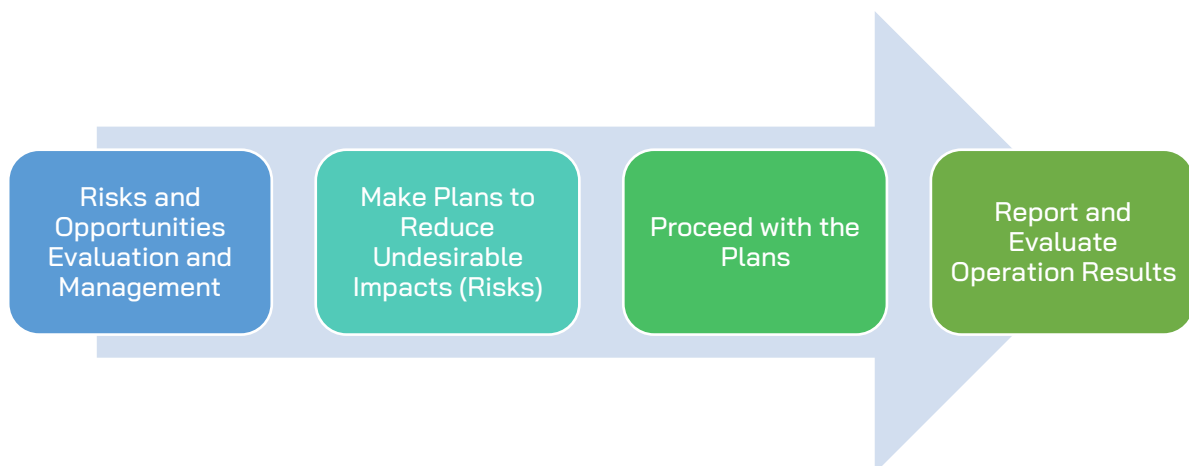 Risks and
Opportunities
Evaluation and
Management
Make Plans to
Reduce
Undesirable
Impacts (Risks)
Proceed with the
Plans
Report and
Evaluate
Operation Results